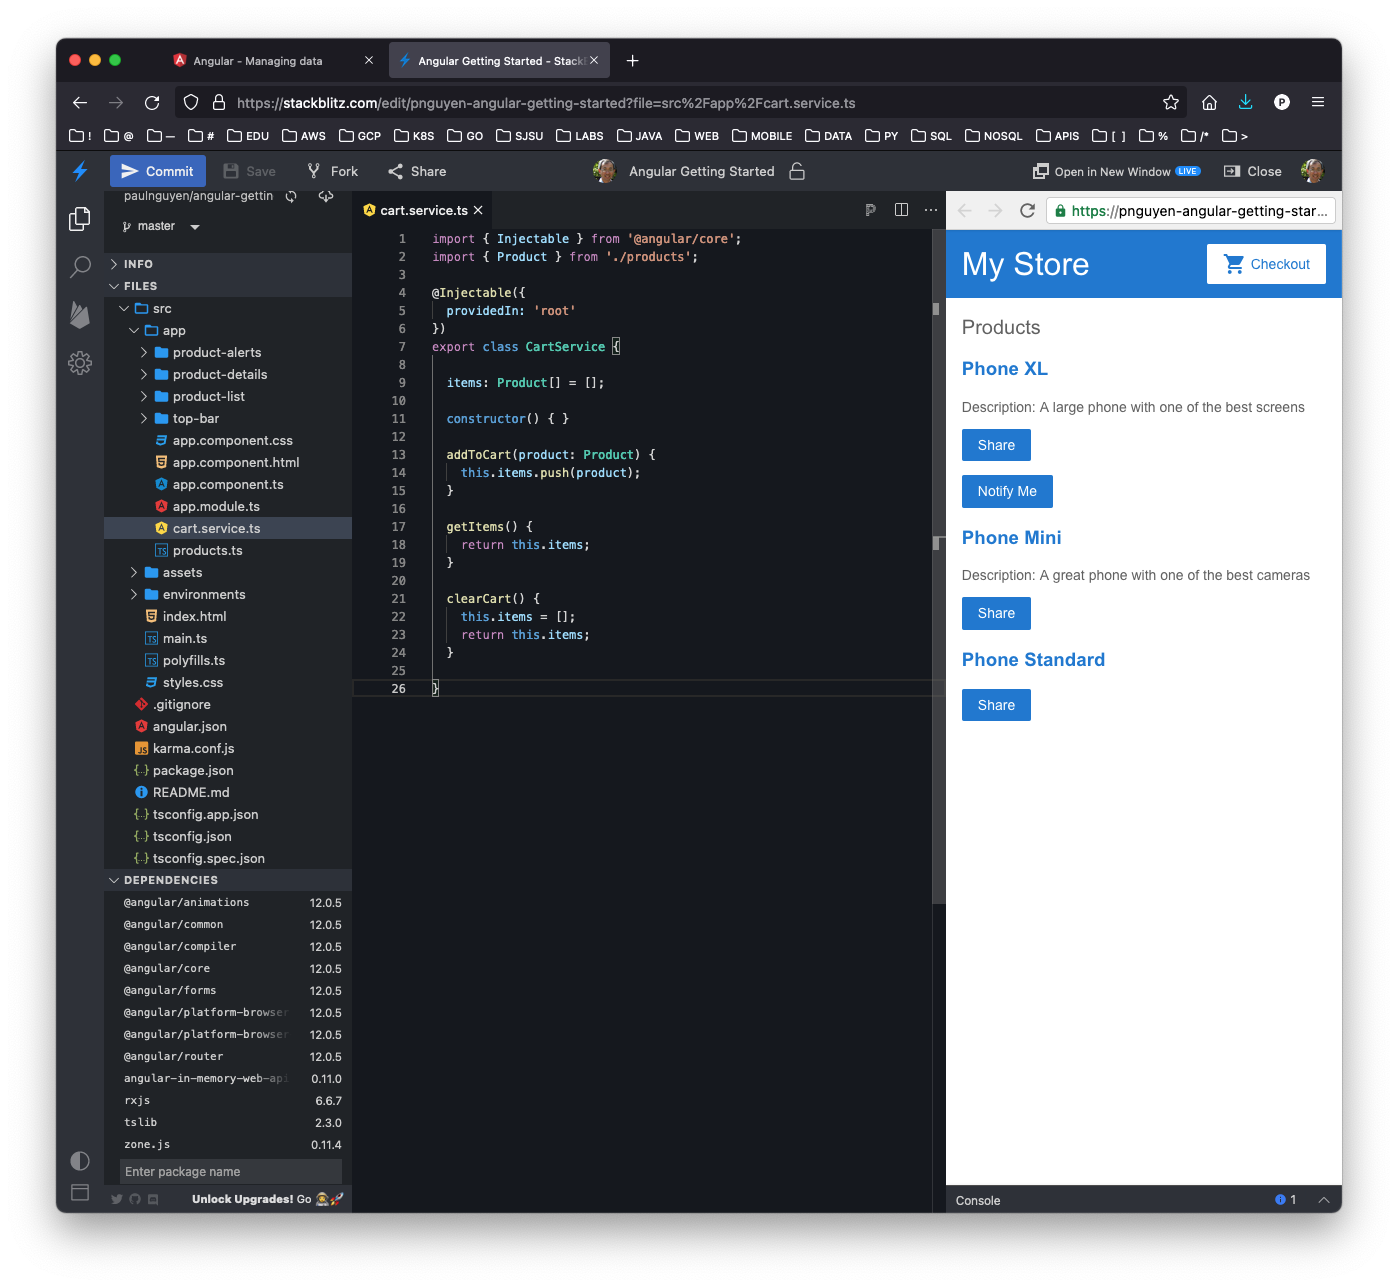 Angular - Managing data
Angular Getting Started - StackB
https://stackblitz.com/edit/pnguyen-angular-getting-started?file=src%2Fapp%2Fcart.service.ts
P
! @ — # EDU AWS GCP K8S GO SJSU LABS JAVA WEB MOBILE DATA PY SQL NOSQL APIS [ ] % /* >
Commit Save Fork Share Angular Getting Started Open in New Window LIVE Close
paulnguyen/angular-gettin
master
INFO
FILES
src
app
product-alerts
product-details
product-list
top-bar
app.component.css
app.component.html
app.component.ts
app.module.ts
cart.service.ts
products.ts
assets
environments
index.html
main.ts
polyfills.ts
styles.css
.gitignore
angular.json
karma.conf.js
package.json
README.md
tsconfig.app.json
tsconfig.json
tsconfig.spec.json
DEPENDENCIES
@angular/animations 12.0.5
@angular/common 12.0.5
@angular/compiler 12.0.5
@angular/core 12.0.5
@angular/forms 12.0.5
@angular/platform-browser 12.0.5
@angular/platform-browser 12.0.5
@angular/router 12.0.5
angular-in-memory-web-api 0.11.0
rxjs 6.6.7
tslib 2.3.0
zone.js 0.11.4
Enter package name
Unlock Upgrades! Go
cart.service.ts
1 import { Injectable } from '@angular/core';
2 import { Product } from './products';
3
4 @Injectable({
5 providedIn: 'root'
6 })
7 export class CartService {
8
9 items: Product[] = [];
10
11 constructor() { }
12
13 addToCart(product: Product) {
14 this.items.push(product);
15 }
16
17 getItems() {
18 return this.items;
19 }
20
21 clearCart() {
22 this.items = [];
23 return this.items;
24 }
25
26 }
https://pnguyen-angular-getting-star...
My Store
Checkout
Products
Phone XL
Description: A large phone with one of the best screens
Share
Notify Me
Phone Mini
Description: A great phone with one of the best cameras
Share
Phone Standard
Share
Console 1